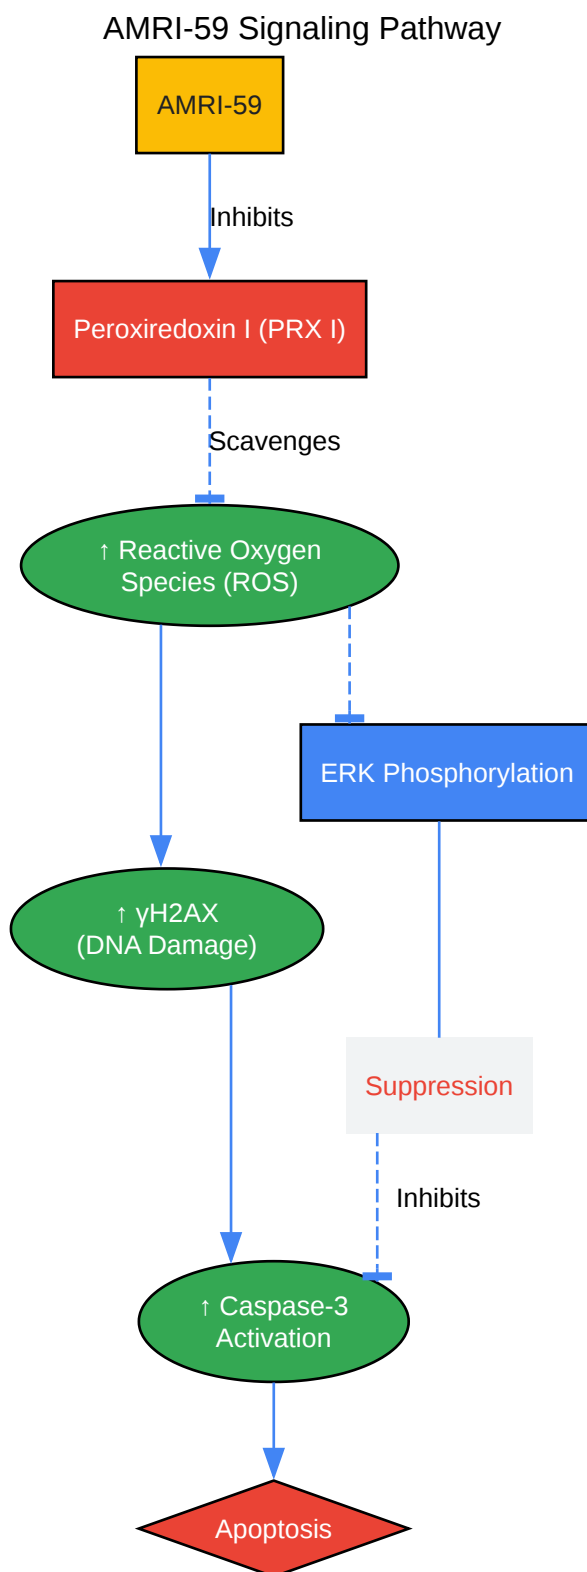 AMRI-59 Signaling Pathway
AMRI-59
Inhibits
Peroxiredoxin I (PRX I)
Scavenges
↑ Reactive Oxygen
Species (ROS)
ERK Phosphorylation
↑ γH2AX
(DNA Damage)
Suppression
Inhibits
↑ Caspase-3
Activation
Apoptosis